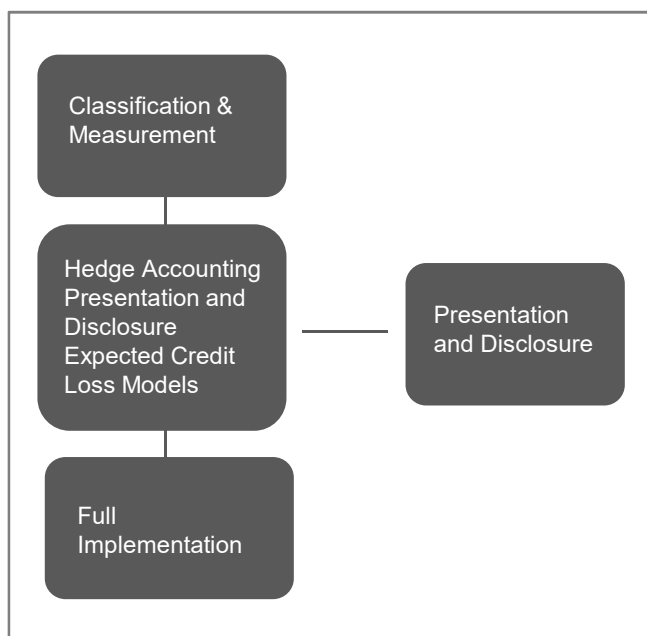 Classification &
Measurement
Hedge Accounting
Presentation and
Disclosure
Expected Credit
Loss Models
Presentation
and Disclosure
Full
Implementation